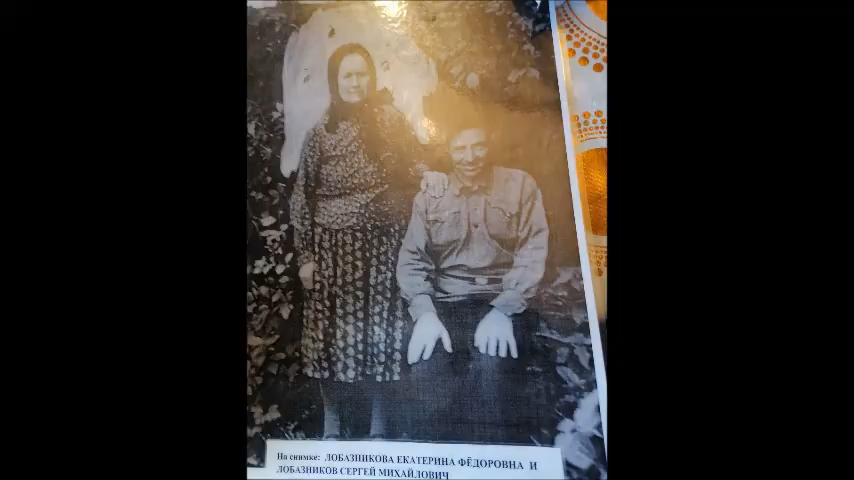 На снимке: ЛОБАЗНИКОВА ЕКАТЕРИНА ФЁДОРОВНА И
ЛОБАЗНИКОВ СЕРГЕЙ МИХАЙЛОВИЧ